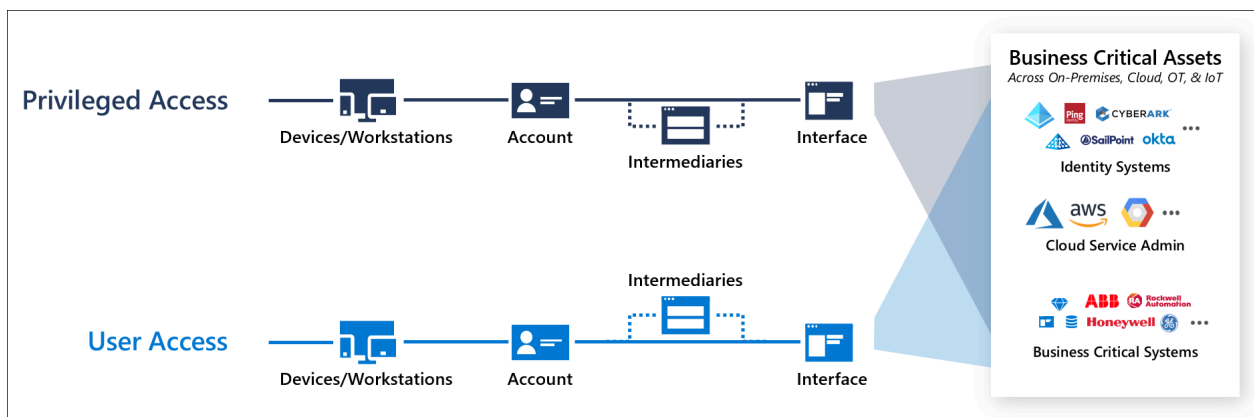 Privileged Access
Devices/Workstations
Account
Intermediaries
Interface
User Access
Devices/Workstations
Account
Intermediaries
Interface
Business Critical Assets
Across On-Premises, Cloud, OT, & IoT
Ping
CYBERARK®
SailPoint
okta
Identity Systems
aws
Cloud Service Admin
ABB
RA
Rockwell
Automation
Honeywell
GE
Business Critical Systems